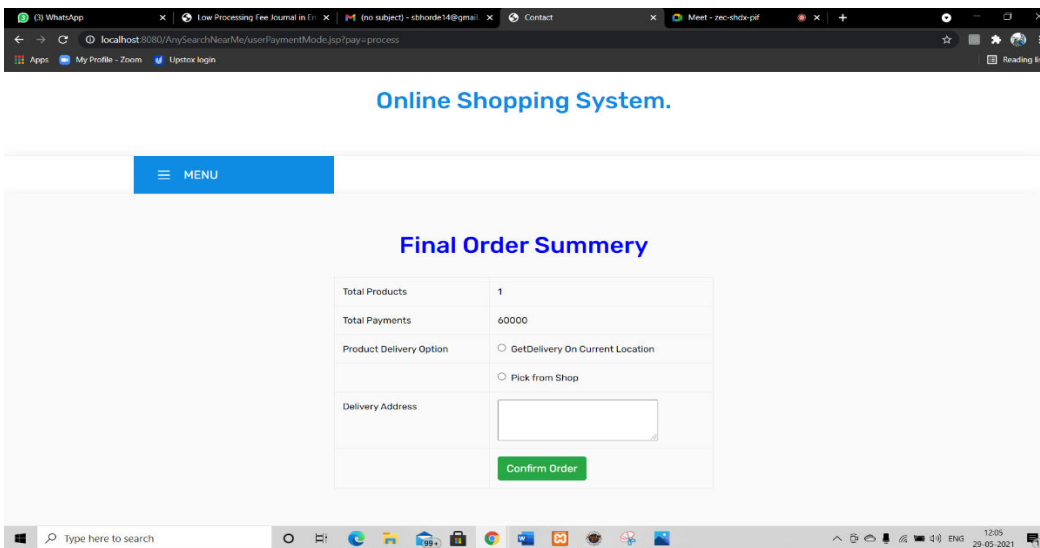 (3) WhatsApp
Low Processing Fee Journal in En
(no subject) - sbhorde14@gmail.
Contact
Meet - zec-shdx-pif
localhost:8080/AnySearchNearMe/userPaymentMode.jsp?pay=process
Apps My Profile - Zoom Upstox login Reading li
Online Shopping System.
MENU
Final Order Summery
Total Products 1
Total Payments 60000
Product Delivery Option GetDelivery On Current Location
Pick from Shop
Delivery Address
Confirm Order
Type here to search 99+ ENG 12:05
29-05-2021